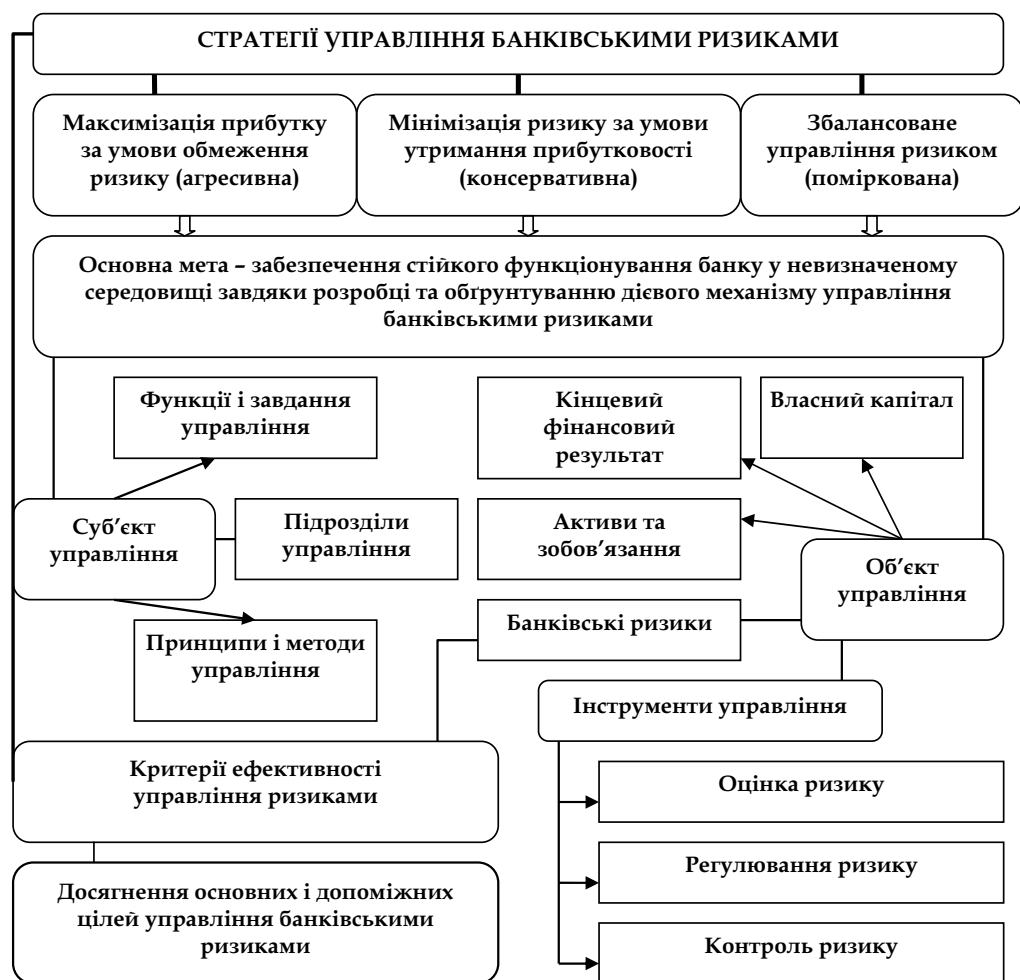 СТРАТЕГІЇ УПРАВЛІННЯ БАНКІВСЬКИМИ РИЗИКАМИ
Максимізація прибутку
за умови обмеження
ризику (агресивна)
Мінімізація ризику за умови
утримання прибутковості
(консервативна)
Збалансоване
управління ризиком
(поміркована)
Основна мета – забезпечення стійкого функціонування банку у невизначеному
середовищі завдяки розробці та обґрунтуванню дієвого механізму управління
банківськими ризиками
Функції і завдання
управління
Кінцевий
фінансовий
результат
Власний капітал
Суб’єкт
управління
Підрозділи
управління
Активи та
зобов’язання
Об’єкт
управління
Принципи і методи
управління
Банківські ризики
Інструменти управління
Критерії ефективності
управління ризиками
Оцінка ризику
Регулювання ризику
Досягнення основних і допоміжних
цілей управління банківськими
ризиками
Контроль ризику